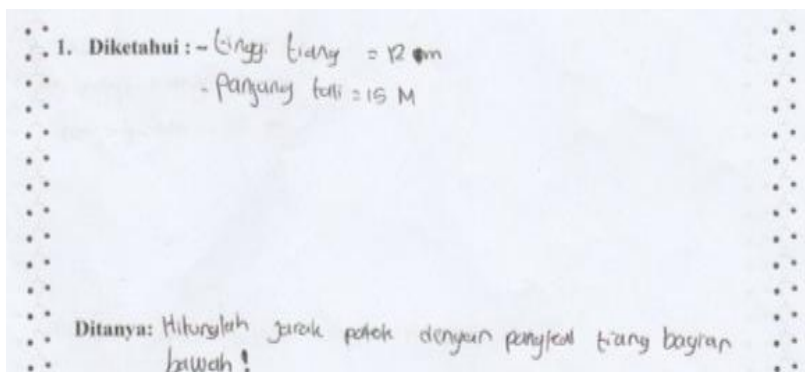 1. Diketahui : - tinggi tiang = 12 m
- Panjang tali = 15 M
Ditanya: Hitunglah jarak patok dengan pangkal tiang bagian
bawah !